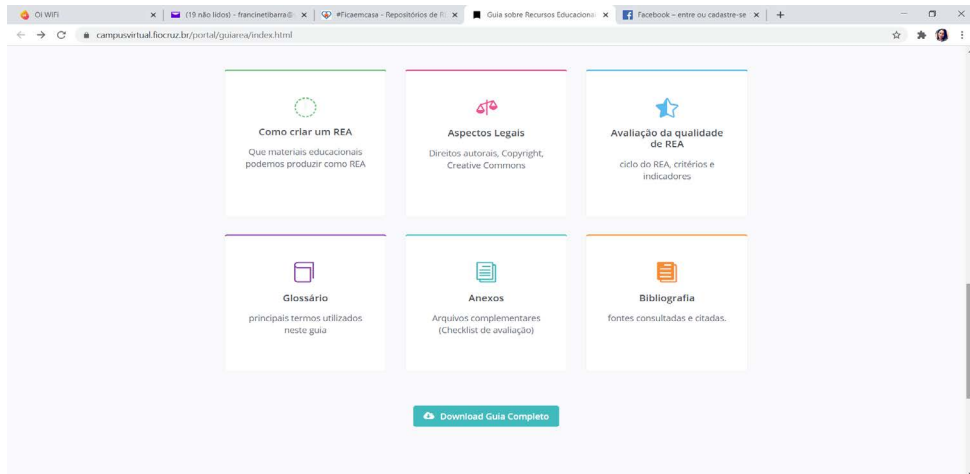 Oi WiFi
(19 não lidos) - francinetibarra@
#Ficaemcasa - Repositórios de R
Guia sobre Recursos Educaciona
Facebook – entre ou cadastre-se
campusvirtual.fiocruz.br/portal/guiarea/index.html
Como criar um REA
Que materiais educacionais
podemos produzir como REA
Aspectos Legais
Direitos autorais, Copyright,
Creative Commons
Avaliação da qualidade
de REA
ciclo do REA, critérios e
indicadores
Glossário
principais termos utilizados
neste guia
Anexos
Arquivos complementares
(Checklist de avaliação)
Bibliografia
fontes consultadas e citadas.
Download Guia Completo